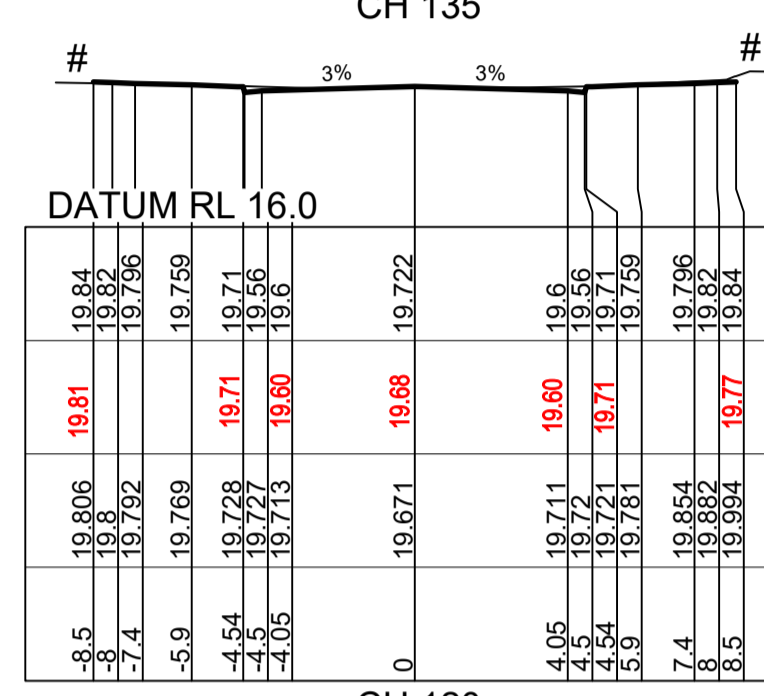 CH 135
# #
3% 3%
DATUM RL 16.0
19.84 19.82 19.796 19.759 19.71 19.56 19.6 19.722 19.6 19.56 19.71 19.759 19.796 19.82 19.84
19.81 19.71 19.60 19.68 19.60 19.71 19.77
19.806 19.8 19.792 19.769 19.728 19.727 19.713 19.671 19.711 19.72 19.721 19.781 19.854 19.882 19.994
-8.5 -8 -7.4 -5.9 -4.54 -4.5 -4.05 0 4.05 4.5 4.54 5.9 7.4 8 8.5